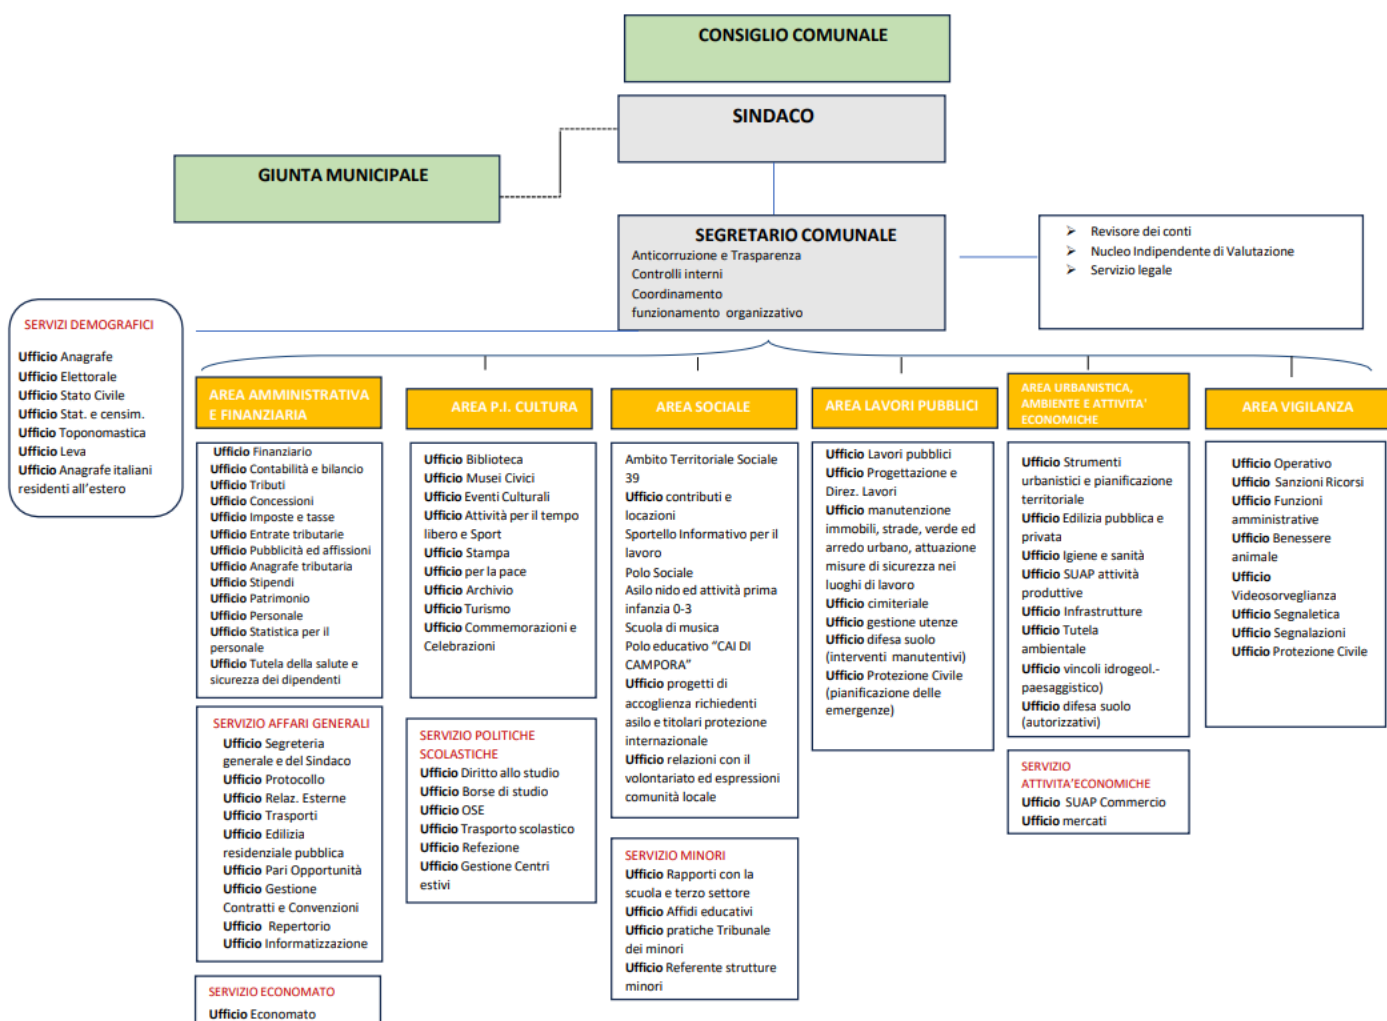 CONSIGLIO COMUNALE
SINDACO
GIUNTA MUNICIPALE
SEGRETARIO COMUNALE
Anticorruzione e Trasparenza
Controlli interni
Coordinamento
funzionamento organizzativo
Revisore dei conti
Nucleo Indipendente di Valutazione
Servizio legale
SERVIZI DEMOGRAFICI
Ufficio Anagrafe
Ufficio Elettorale
Ufficio Stato Civile
Ufficio Stat. e censim.
Ufficio Toponomastica
Ufficio Leva
Ufficio Anagrafe italiani
residenti all'estero
AREA AMMINISTRATIVA
E FINANZIARIA
Ufficio Finanziario
Ufficio Contabilità e bilancio
Ufficio Tributi
Ufficio Concessioni
Ufficio Imposte e tasse
Ufficio Entrate tributarie
Ufficio Pubblicità ed affissioni
Ufficio Anagrafe tributaria
Ufficio Stipendi
Ufficio Patrimonio
Ufficio Personale
Ufficio Statistica per il
personale
Ufficio Tutela della salute e
sicurezza dei dipendenti
SERVIZIO AFFARI GENERALI
Ufficio Segreteria
generale e del Sindaco
Ufficio Protocollo
Ufficio Relaz. Esterne
Ufficio Trasporti
Ufficio Edilizia
residenziale pubblica
Ufficio Pari Opportunità
Ufficio Gestione
Contratti e Convenzioni
Ufficio Repertorio
Ufficio Informatizzazione
SERVIZIO ECONOMATO
Ufficio Economato
AREA P.I. CULTURA
Ufficio Biblioteca
Ufficio Musei Civici
Ufficio Eventi Culturali
Ufficio Attività per il tempo
libero e Sport
Ufficio Stampa
Ufficio per la pace
Ufficio Archivio
Ufficio Turismo
Ufficio Commemorazioni e
Celebrazioni
SERVIZIO POLITICHE
SCOLASTICHE
Ufficio Diritto allo studio
Ufficio Borse di studio
Ufficio OSE
Ufficio Trasporto scolastico
Ufficio Refezione
Ufficio Gestione Centri
estivi
AREA SOCIALE
Ambito Territoriale Sociale
39
Ufficio contributi e
locazioni
Sportello Informativo per il
lavoro
Polo Sociale
Asilo nido ed attività prima
infanzia 0-3
Scuola di musica
Polo educativo "CAI DI
CAMPORA"
Ufficio progetti di
accoglienza richiedenti
asilo e titolari protezione
internazionale
Ufficio relazioni con il
volontariato ed espressioni
comunità locale
SERVIZIO MINORI
Ufficio Rapporti con la
scuola e terzo settore
Ufficio Affidi educativi
Ufficio pratiche Tribunale
dei minori
Ufficio Referente strutture
minori
AREA LAVORI PUBBLICI
Ufficio Lavori pubblici
Ufficio Progettazione e
Direz. Lavori
Ufficio manutenzione
immobili, strade, verde ed
arredo urbano, attuazione
misure di sicurezza nei
luoghi di lavoro
Ufficio cimiteriale
Ufficio gestione utenze
Ufficio difesa suolo
(interventi manutentivi)
Ufficio Protezione Civile
(pianificazione delle
emergenze)
AREA URBANISTICA,
AMBIENTE E ATTIVITA'
ECONOMICHE
Ufficio Strumenti
urbanistici e pianificazione
territoriale
Ufficio Edilizia pubblica e
privata
Ufficio Igiene e sanità
Ufficio SUAP attività
produttive
Ufficio Infrastrutture
Ufficio Tutela
ambientale
Ufficio vincoli idrogeol.-
paesaggistico)
Ufficio difesa suolo
(autorizzativi)
SERVIZIO
ATTIVITA'ECONOMICHE
Ufficio SUAP Commercio
Ufficio mercati
AREA VIGILANZA
Ufficio Operativo
Ufficio Sanzioni Ricorsi
Ufficio Funzioni
amministrative
Ufficio Benessere
animale
Ufficio
Videosorveglianza
Ufficio Segnaletica
Ufficio Segnalazioni
Ufficio Protezione Civile